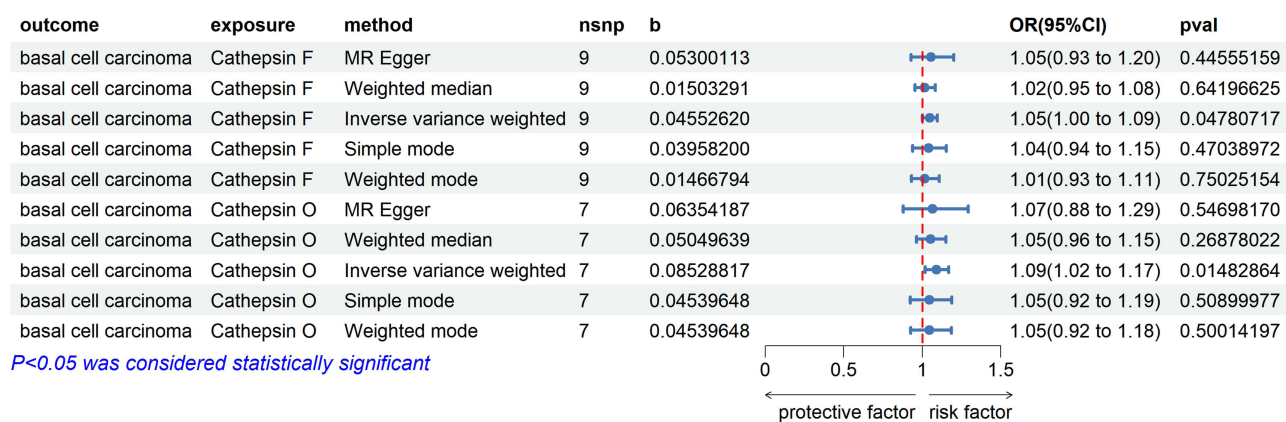 outcome exposure method nsnp b OR(95%CI) pval
basal cell carcinoma Cathepsin F MR Egger 9 0.05300113 1.05(0.93 to 1.20) 0.44555159
basal cell carcinoma Cathepsin F Weighted median 9 0.01503291 1.02(0.95 to 1.08) 0.64196625
basal cell carcinoma Cathepsin F Inverse variance weighted 9 0.04552620 1.05(1.00 to 1.09) 0.04780717
basal cell carcinoma Cathepsin F Simple mode 9 0.03958200 1.04(0.94 to 1.15) 0.47038972
basal cell carcinoma Cathepsin F Weighted mode 9 0.01466794 1.01(0.93 to 1.11) 0.75025154
basal cell carcinoma Cathepsin O MR Egger 7 0.06354187 1.07(0.88 to 1.29) 0.54698170
basal cell carcinoma Cathepsin O Weighted median 7 0.05049639 1.05(0.96 to 1.15) 0.26878022
basal cell carcinoma Cathepsin O Inverse variance weighted 7 0.08528817 1.09(1.02 to 1.17) 0.01482864
basal cell carcinoma Cathepsin O Simple mode 7 0.04539648 1.05(0.92 to 1.19) 0.50899977
basal cell carcinoma Cathepsin O Weighted mode 7 0.04539648 1.05(0.92 to 1.18) 0.50014197
P<0.05 was considered statistically significant
0 0.5 1 1.5
protective factor risk factor